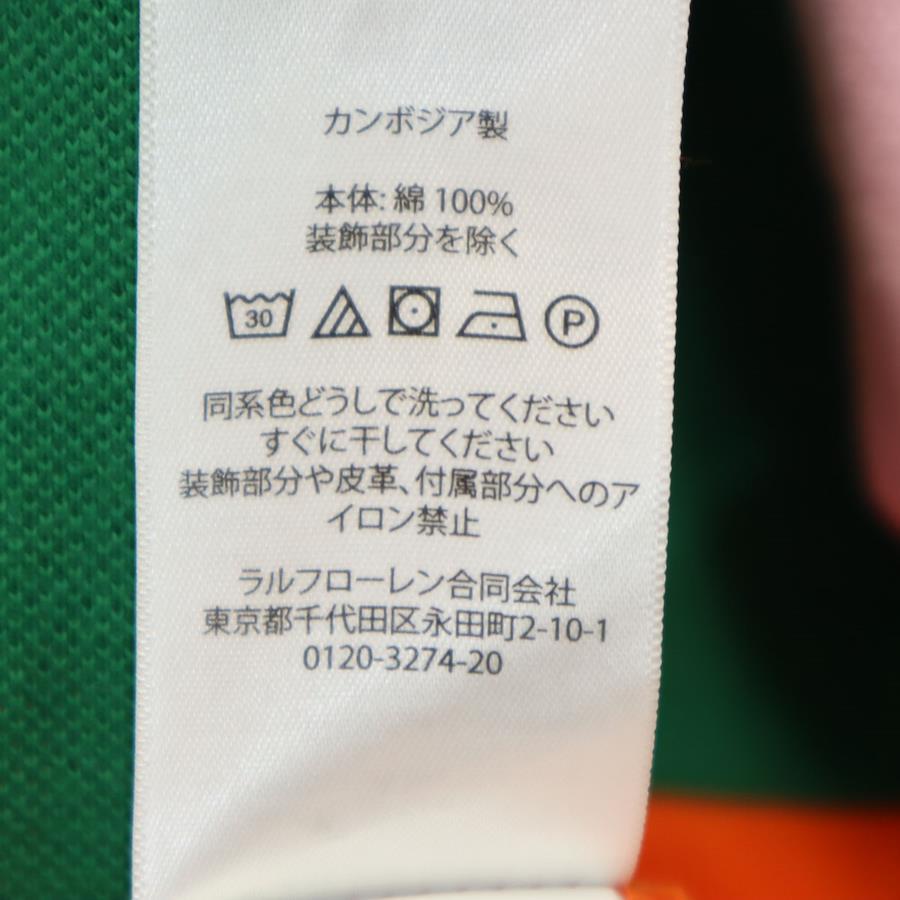 カンボジア製
本体: 綿 100%
装飾部分を除く
30 P
同系色どうしで洗ってください
すぐに干してください
装飾部分や皮革、付属部分へのア
イロン禁止
ラルフローレン合同会社
東京都千代田区永田町2-10-1
0120-3274-20